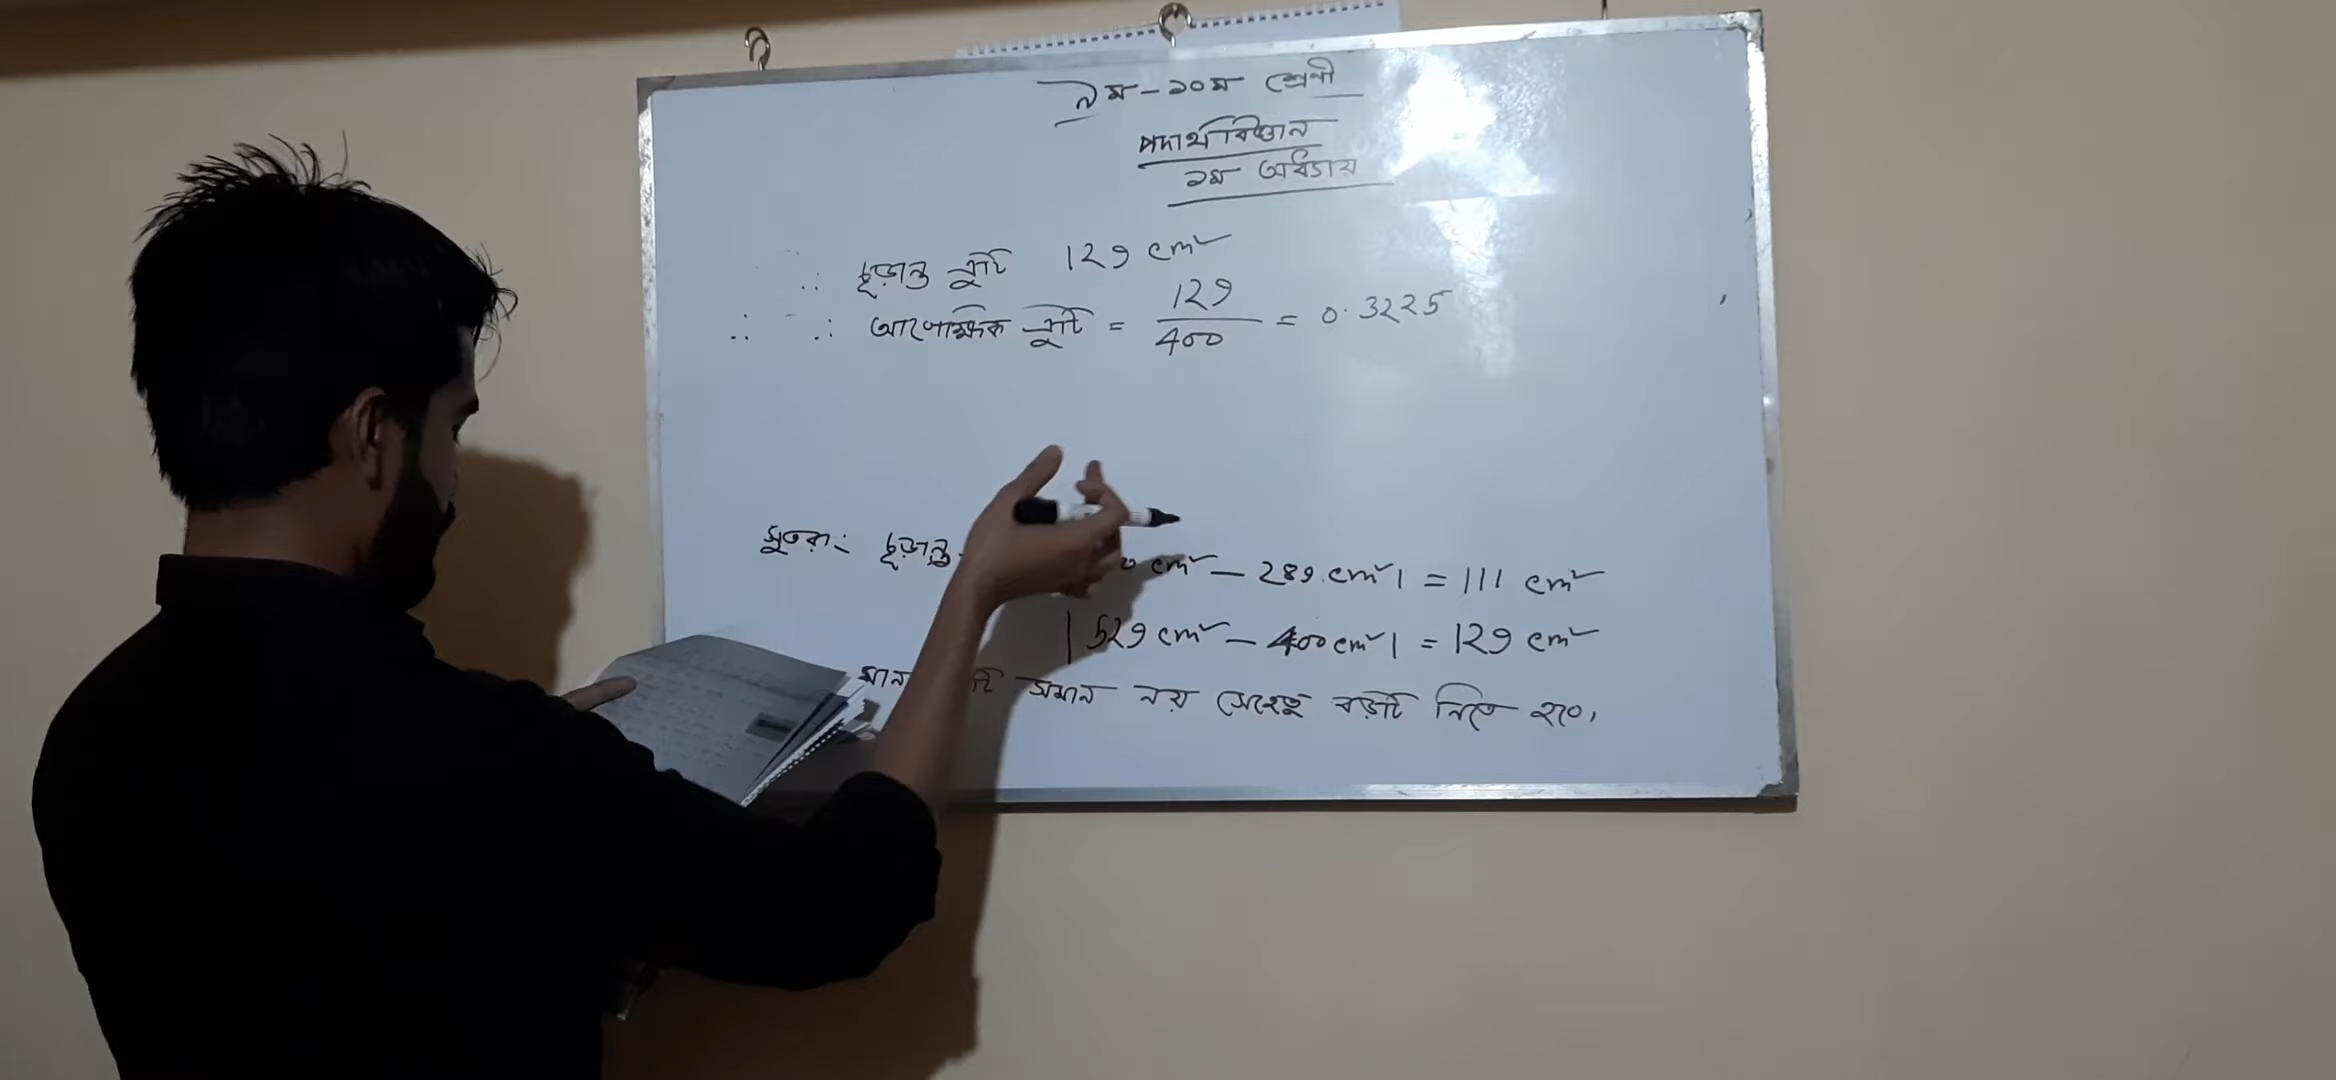 ৯ম - ১০ম শ্রেণী
পদার্থবিজ্ঞান
১ম অধ্যায়
∴ চূড়ান্ত ত্রুটি 129 cm²
∴ ∴ আপেক্ষিক ত্রুটি = 129/400 = 0.3225
সুতরাং চূড়ান্ত cm² - 289 cm² | = 111 cm²
| 529 cm² - 400 cm² | = 129 cm²
মান সমান নয় সেহেতু বড়টি নিতে হবে।